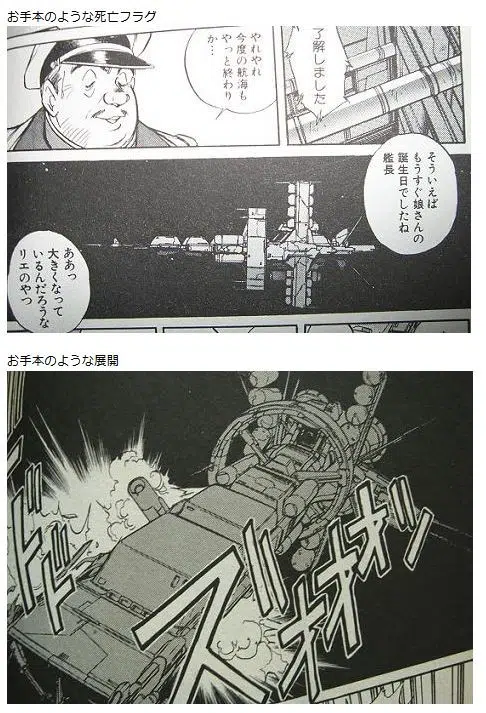 お手本のような死亡フラグ
了解しました
やれやれ
今度の航海も
やっと終わり
か…
そういえば
もうすぐ娘さんの
誕生日でしたね
艦長
ああっ
大きくなって
いるんだろうな
リエのやつ
お手本のような展開
ズオオオン
ドド